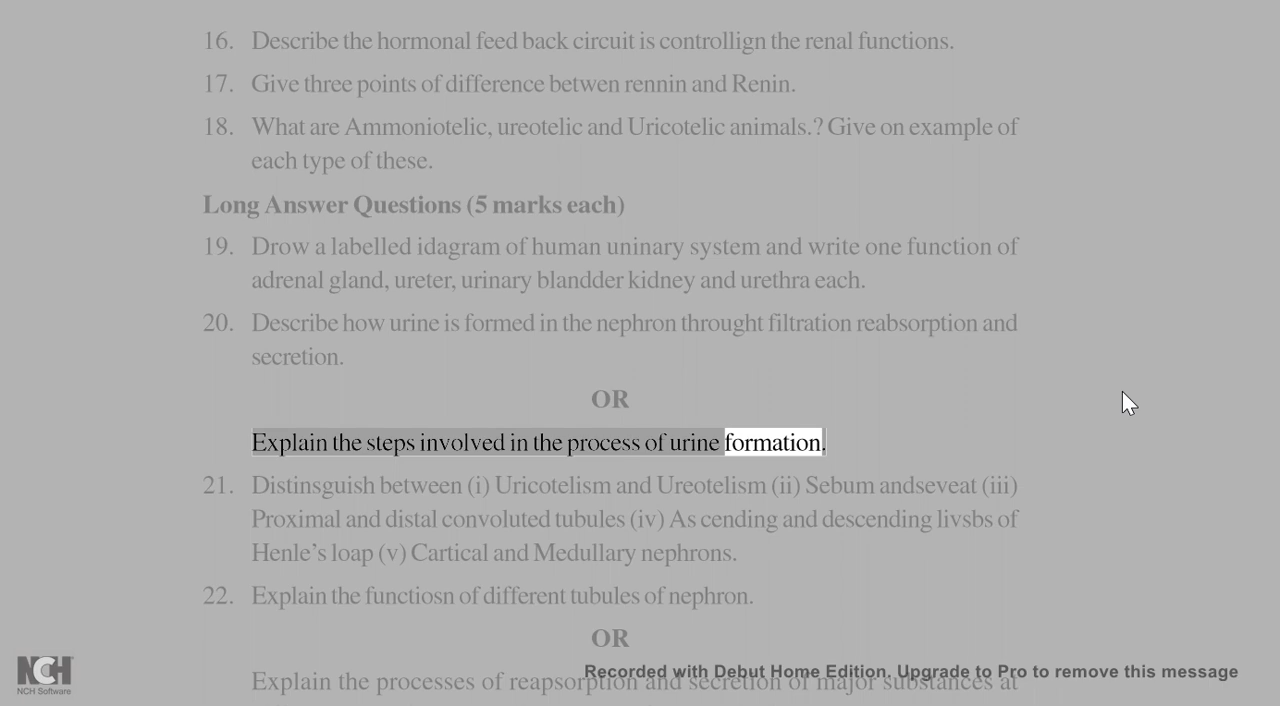 16. Describe the hormonal feed back circuit is controllign the renal functions.
17. Give three points of difference betwen rennin and Renin.
18. What are Ammoniotelic, ureotelic and Uricotelic animals.? Give on example of
each type of these.
Long Answer Questions (5 marks each)
19. Drow a labelled idagram of human uninary system and write one function of
adrenal gland, ureter, urinary blandder kidney and urethra each.
20. Describe how urine is formed in the nephron throught filtration reabsorption and
secretion.
OR
Explain the steps involved in the process of urine formation.
21. Distinsguish between (i) Uricotelism and Ureotelism (ii) Sebum andseveat (iii)
Proximal and distal convoluted tubules (iv) As cending and descending livsbs of
Henle's loap (v) Cartical and Medullary nephrons.
22. Explain the functiosn of different tubules of nephron.
OR
Explain the processes of reapsorption and secretion of major substances at
Recorded with Debut Home Edition. Upgrade to Pro to remove this message
NCH
NCH Software